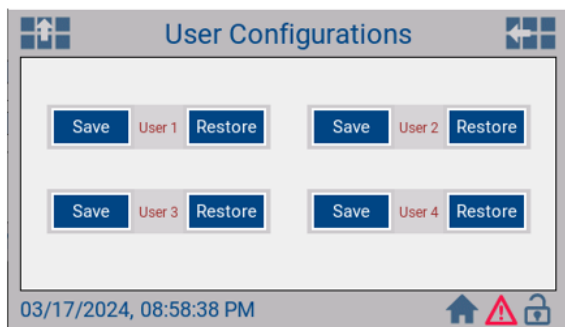 User Configurations
Save User 1 Restore Save User 2 Restore
Save User 3 Restore Save User 4 Restore
03/17/2024, 08:58:38 PM